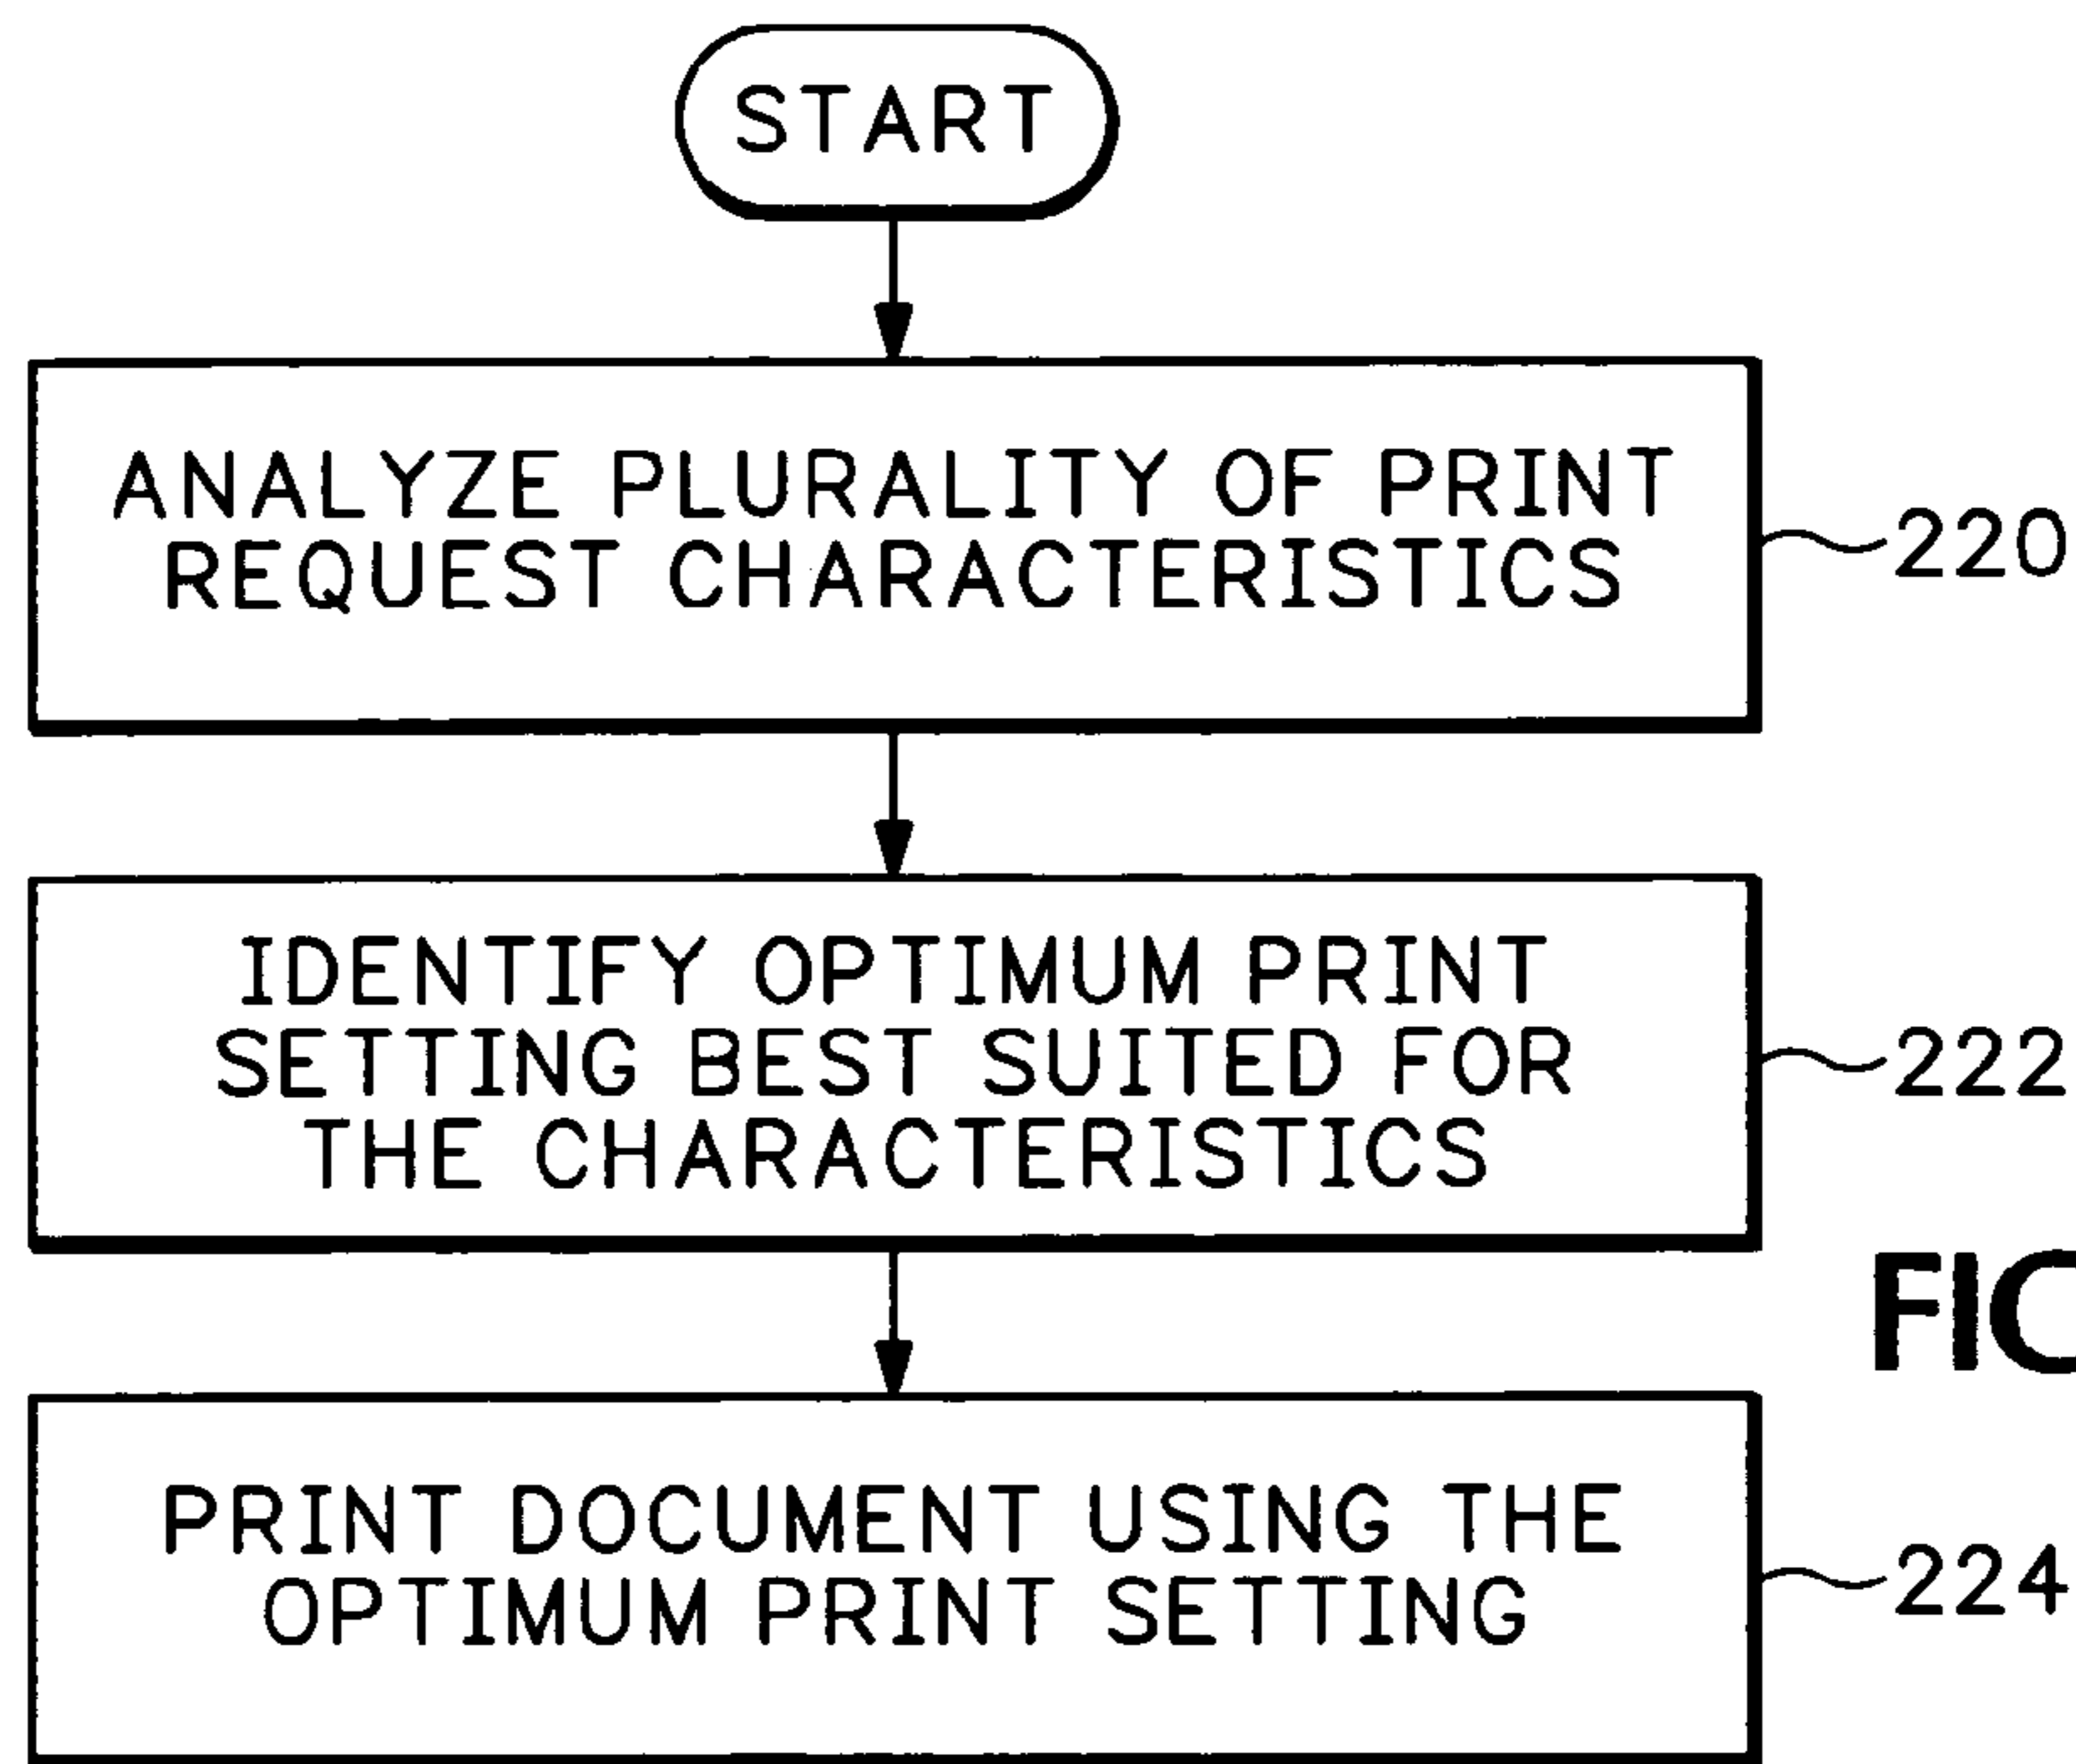 START
ANALYZE PLURALITY OF PRINT
REQUEST CHARACTERISTICS
220
IDENTIFY OPTIMUM PRINT
SETTING BEST SUITED FOR
THE CHARACTERISTICS
222
PRINT DOCUMENT USING THE
OPTIMUM PRINT SETTING
224